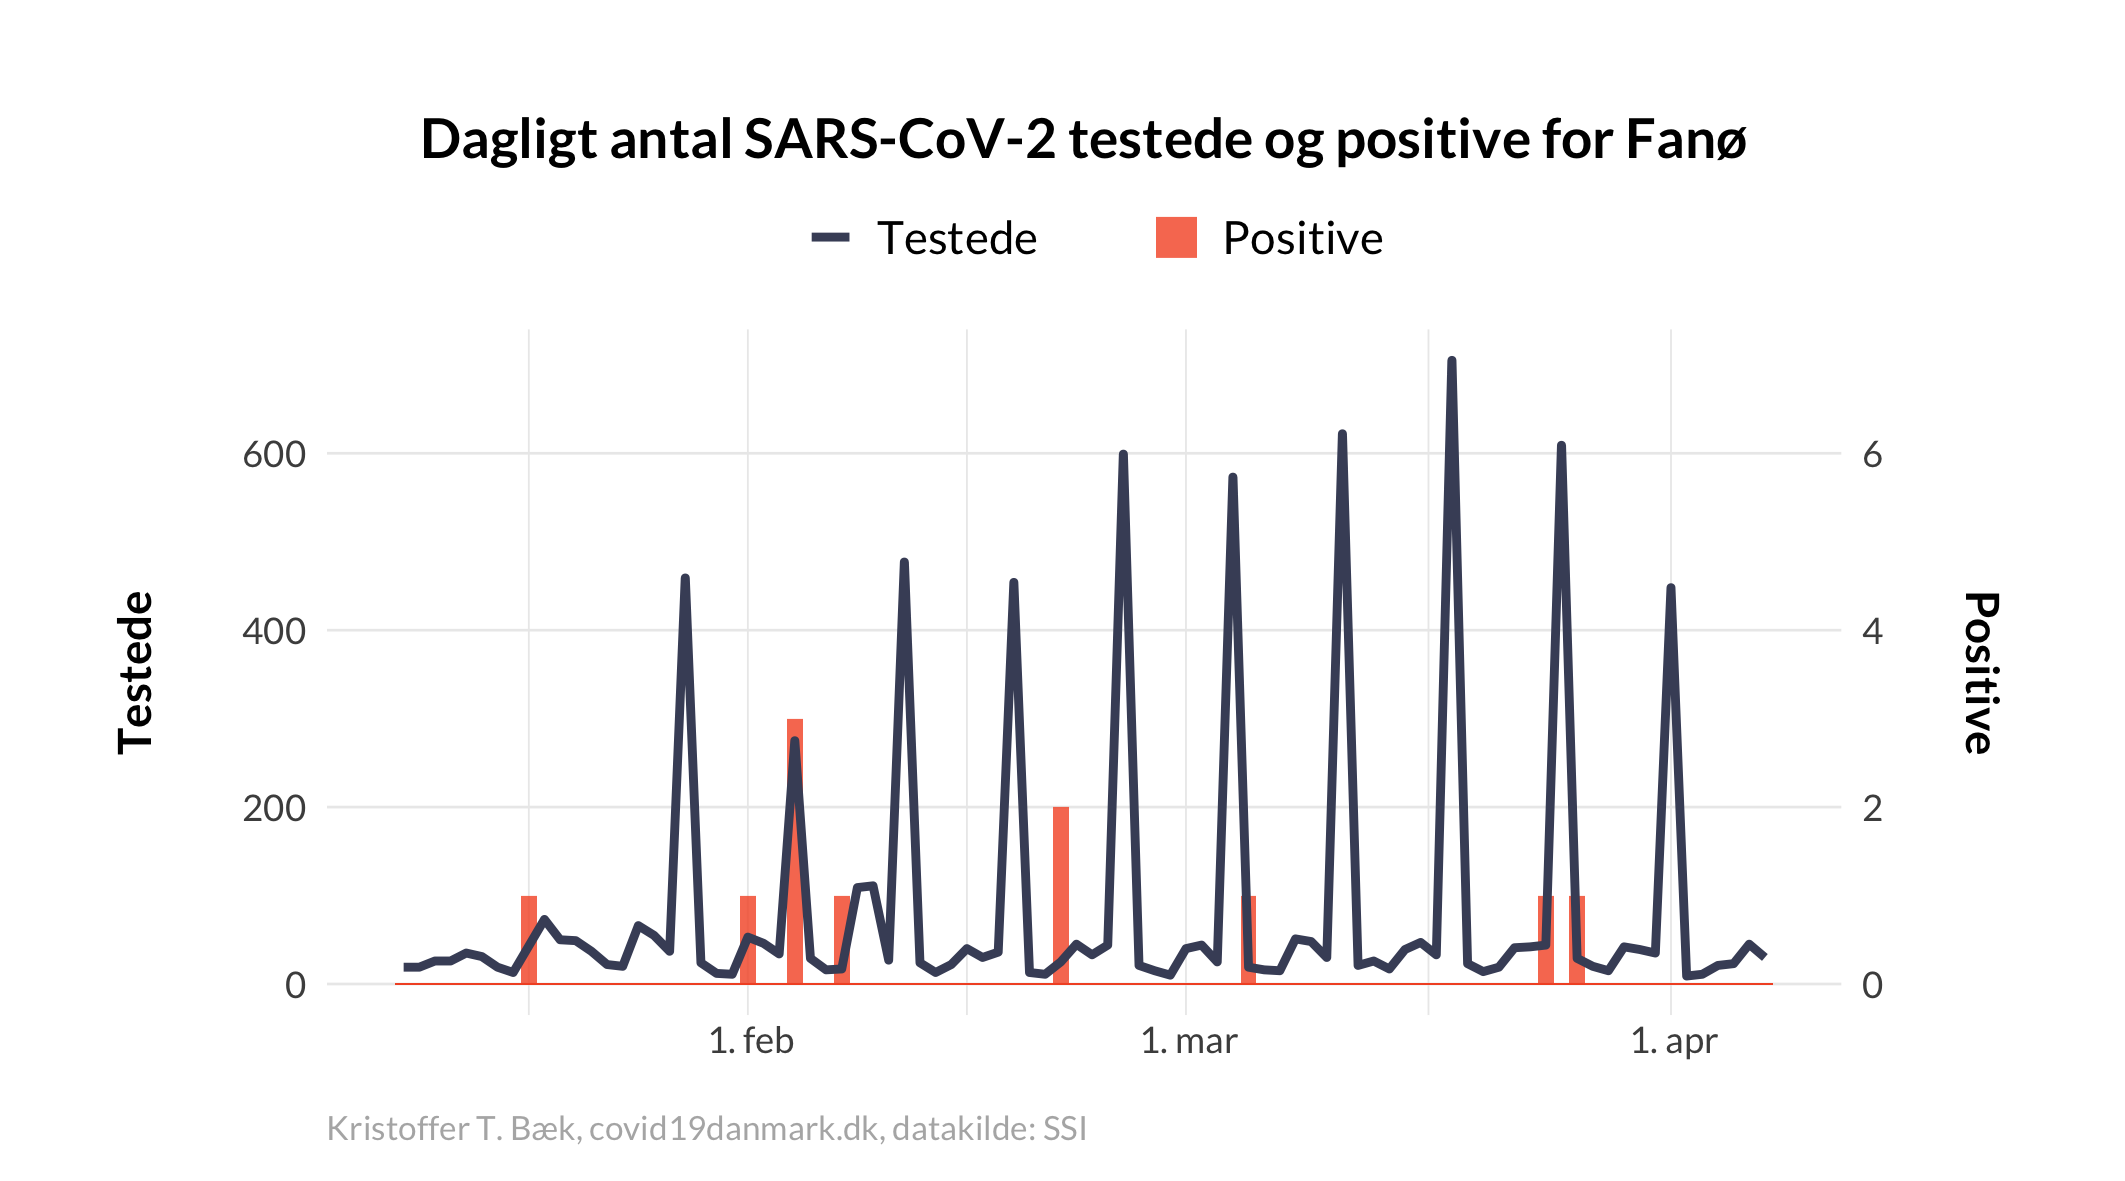 Dagligt antal SARS-CoV-2 testede og positive for Fanø
Testede
Positive
600
400
200
0
6
4
2
0
Testede
Positive
1. feb
1. mar
1. apr
Kristoffer T. Bæk, covid19danmark.dk, datakilde: SSI